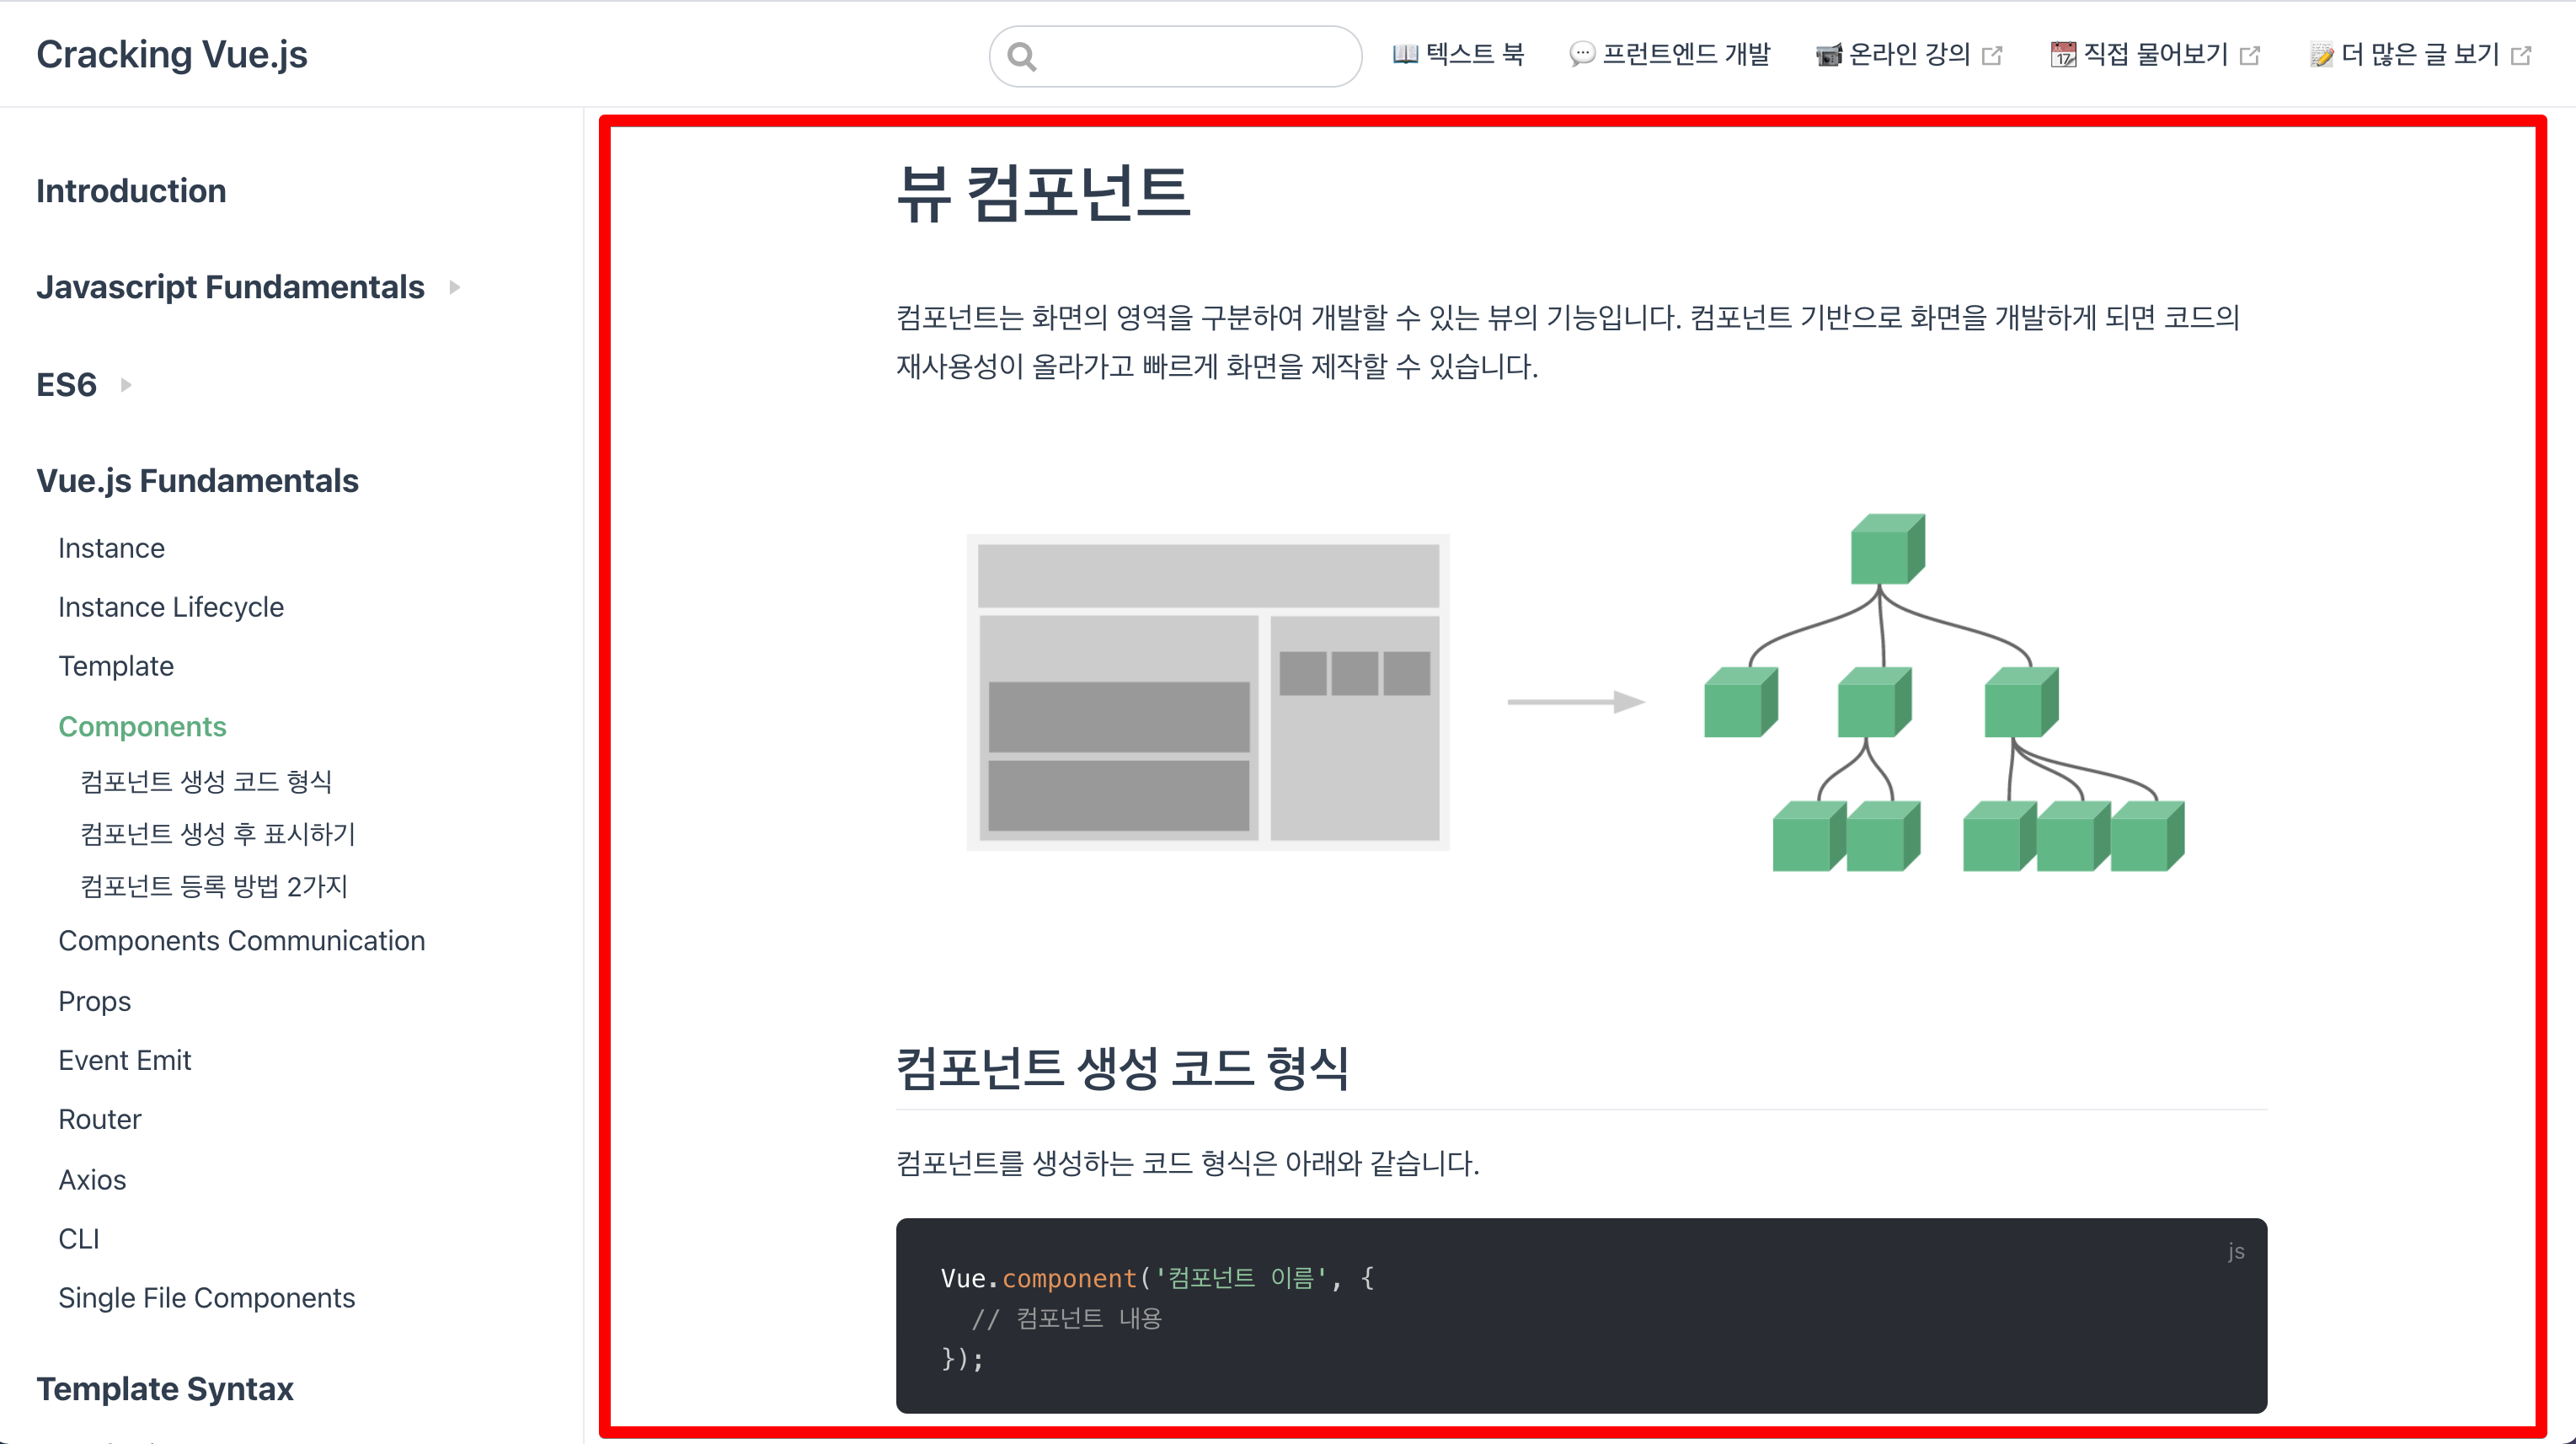 Cracking Vue.js
텍스트 북
프런트엔드 개발
온라인 강의
직접 물어보기
더 많은 글 보기
Introduction
Javascript Fundamentals
ES6
Vue.js Fundamentals
Instance
Instance Lifecycle
Template
Components
컴포넌트 생성 코드 형식
컴포넌트 생성 후 표시하기
컴포넌트 등록 방법 2가지
Components Communication
Props
Event Emit
Router
Axios
CLI
Single File Components
Template Syntax
뷰 컴포넌트
컴포넌트는 화면의 영역을 구분하여 개발할 수 있는 뷰의 기능입니다. 컴포넌트 기반으로 화면을 개발하게 되면 코드의
재사용성이 올라가고 빠르게 화면을 제작할 수 있습니다.
컴포넌트 생성 코드 형식
컴포넌트를 생성하는 코드 형식은 아래와 같습니다.
js
Vue.component('컴포넌트 이름', {
  // 컴포넌트 내용
});